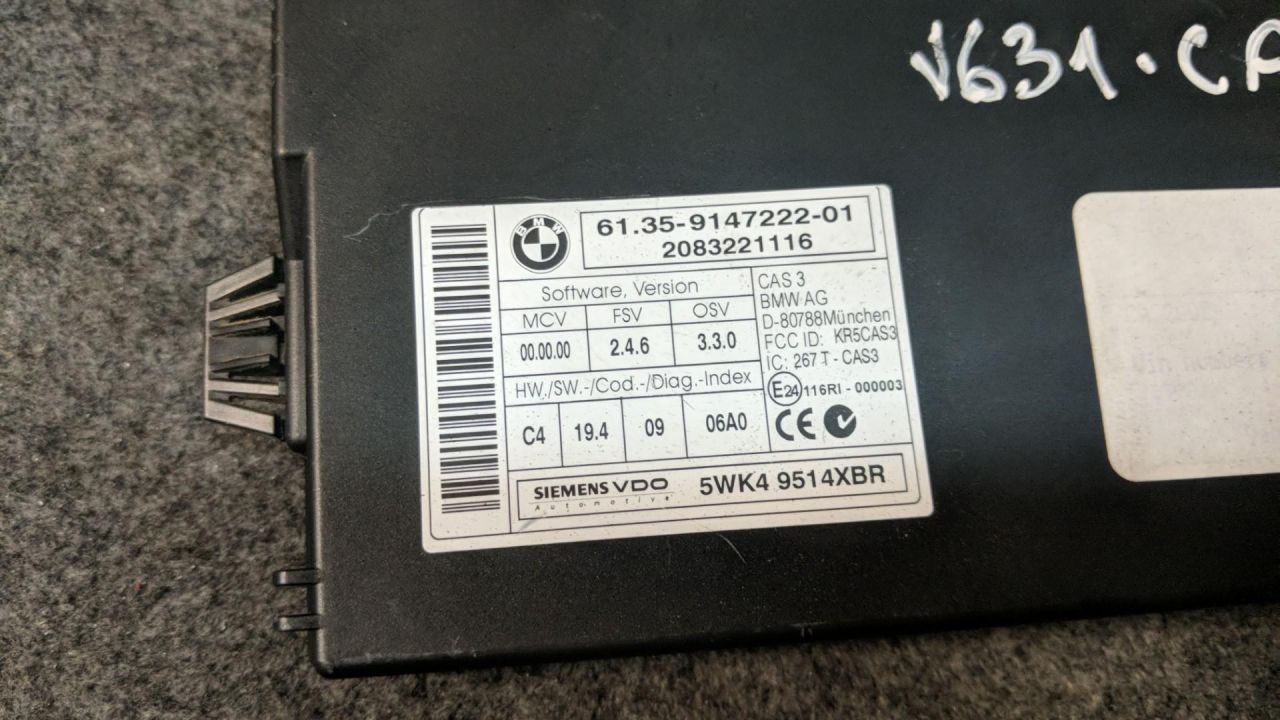 V631.CA
BMW
61.35-9147222-01
2083221116
Software, Version
MCV FSV OSV
00.00.00 2.4.6 3.3.0
HW./SW.-/Cod.-/Diag.-Index
C4 19.4 09 06A0
CAS 3
BMW AG
D-80788München
FCC ID: KR5CAS3
IC: 267 T - CAS3
E24 116RI - 000003
CE
SIEMENS VDO 5WK4 9514XBR
Automotive